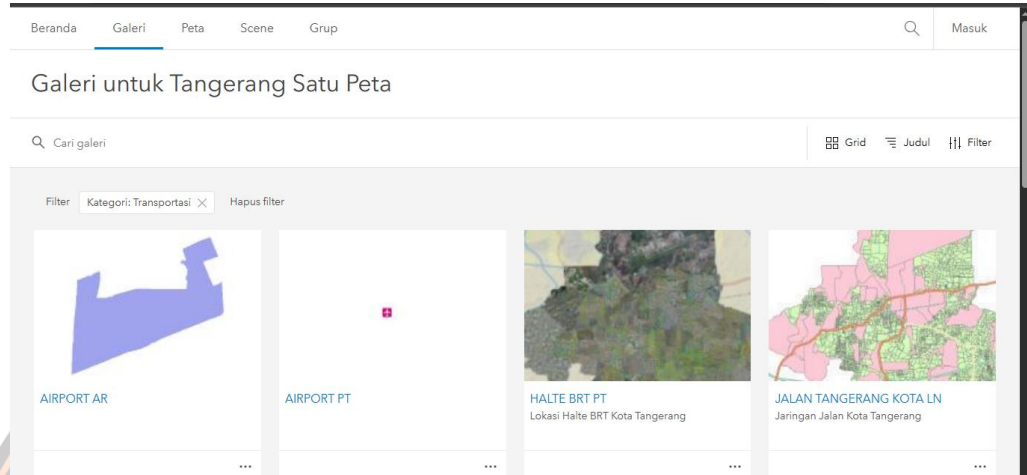 Beranda Galeri Peta Scene Grup Masuk
Galeri untuk Tangerang Satu Peta
Cari galeri Grid Judul Filter
Filter Kategori: Transportasi Hapus filter
AIRPORT AR AIRPORT PT HALTE BRT PT JALAN TANGERANG KOTA LN
Lokasi Halte BRT Kota Tangerang Jaringan Jalan Kota Tangerang